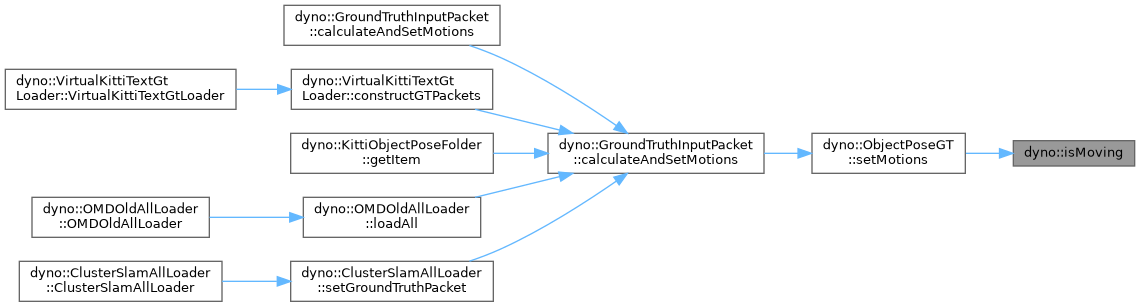 dyno::GroundTruthInputPacket
::calculateAndSetMotions
dyno::VirtualKittiTextGt
Loader::VirtualKittiTextGtLoader
dyno::VirtualKittiTextGt
Loader::constructGTPackets
dyno::KittiObjectPoseFolder
::getItem
dyno::GroundTruthInputPacket
::calculateAndSetMotions
dyno::ObjectPoseGT
::setMotions
dyno::isMoving
dyno::OMDOldAllLoader
::OMDOldAllLoader
dyno::OMDOldAllLoader
::loadAll
dyno::ClusterSlamAllLoader
::ClusterSlamAllLoader
dyno::ClusterSlamAllLoader
::setGroundTruthPacket